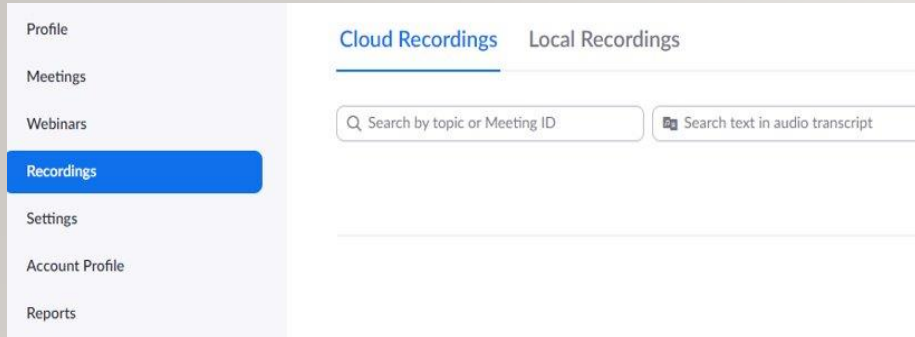 Profile
Meetings
Webinars
Recordings
Settings
Account Profile
Reports
Cloud Recordings Local Recordings
Search by topic or Meeting ID Search text in audio transcript